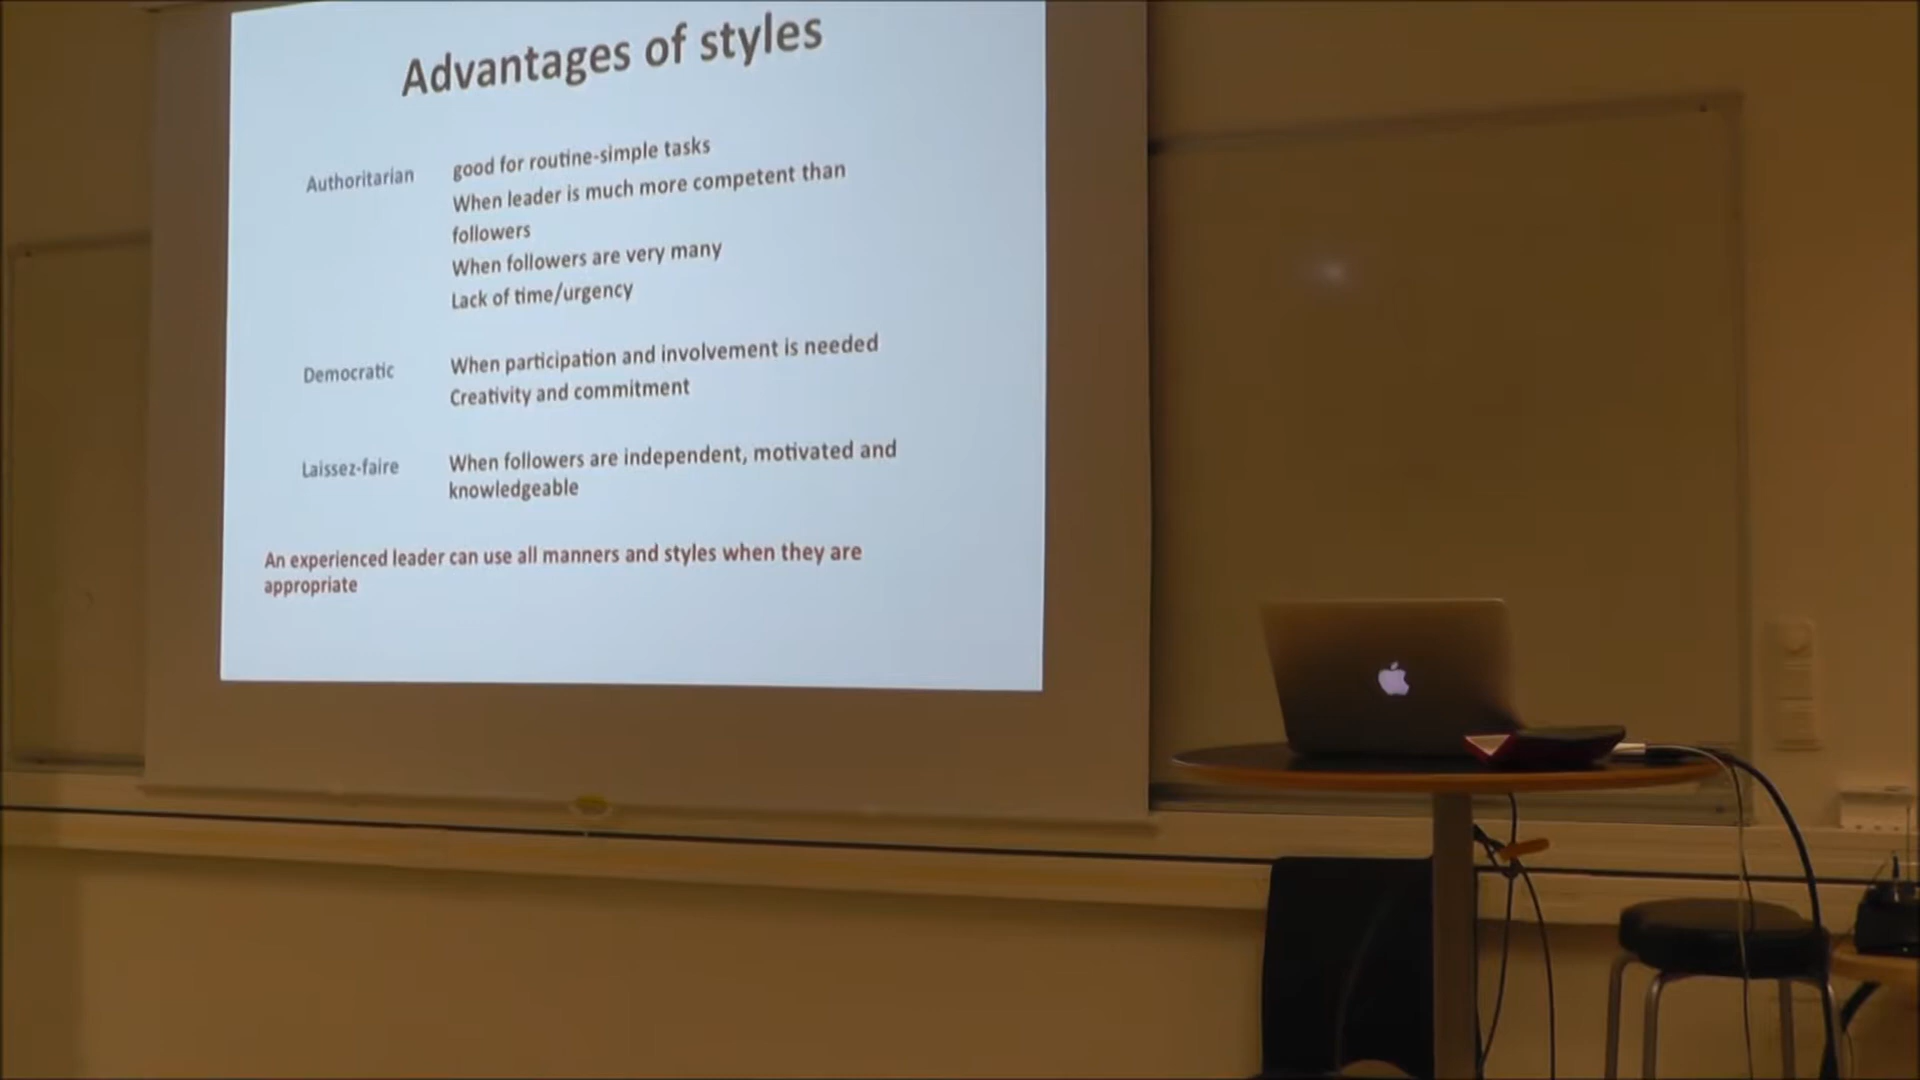 Advantages of styles
Authoritarian
good for routine-simple tasks
When leader is much more competent than
followers
When followers are very many
Lack of time/urgency
Democratic
When participation and involvement is needed
Creativity and commitment
Laissez-faire
When followers are independent, motivated and
knowledgeable
An experienced leader can use all manners and styles when they are
appropriate